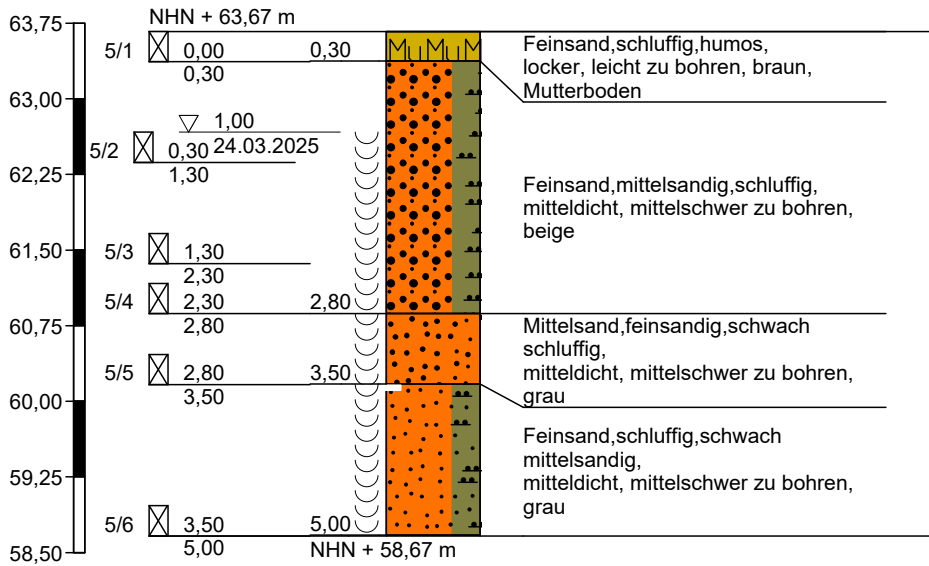 63,75
NHN + 63,67 m
5/1
0,00
0,30
0,30
Feinsand,schluffig,humos,
locker, leicht zu bohren, braun,
Mutterboden
M u M u M
63,00
1,00
24.03.2025
5/2
0,30
1,30
62,25
Feinsand,mittelsandig,schluffig,
mitteldicht, mittelschwer zu bohren,
beige
61,50
5/3
1,30
2,30
5/4
2,30
2,80
2,80
60,75
Mittelsand,feinsandig,schwach
schluffig,
mitteldicht, mittelschwer zu bohren,
grau
5/5
2,80
3,50
3,50
60,00
Feinsand,schluffig,schwach
mittelsandig,
mitteldicht, mittelschwer zu bohren,
grau
59,25
5/6
3,50
5,00
5,00
58,50
NHN + 58,67 m